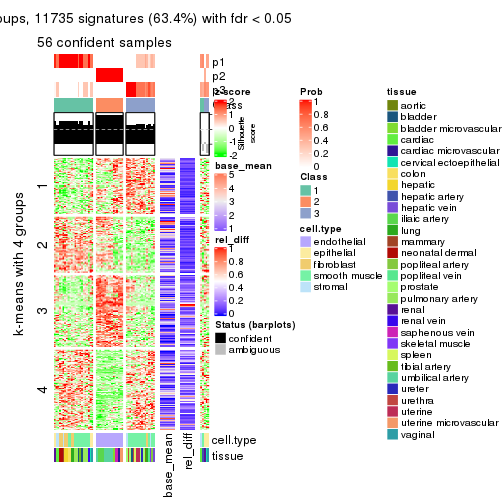 oups, 11735 signatures (63.4%) with fdr < 0.05
56 confident samples
p1
p2
p3
Class
Silhouette
score
k-means with 4 groups
1
2
3
4
cell.type
tissue
base_mean
rel_diff
z-score
2
1
0
-1
-2
base_mean
5
4
3
2
1
rel_diff
1
0.8
0.6
0.4
0.2
0
Status (barplots)
confident
ambiguous
Prob
1
0.8
0.6
0.4
0.2
0
Class
1
2
3
cell.type
endothelial
epithelial
fibroblast
smooth muscle
stromal
tissue
aortic
bladder
bladder microvascular
cardiac
cardiac microvascular
cervical ectoepithelial
colon
hepatic
hepatic artery
hepatic vein
iliac artery
lung
mammary
neonatal dermal
popliteal artery
popliteal vein
prostate
pulmonary artery
renal
renal vein
saphenous vein
skeletal muscle
spleen
tibial artery
umbilical artery
ureter
urethra
uterine
uterine microvascular
vaginal